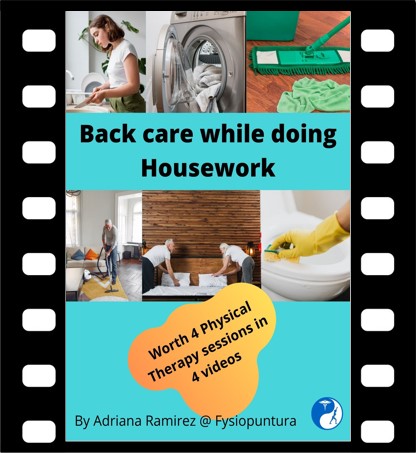 Back care while doing
Housework
Worth 4 Physical
Therapy sessions in
4 videos
By Adriana Ramirez @ Fysiopuntura